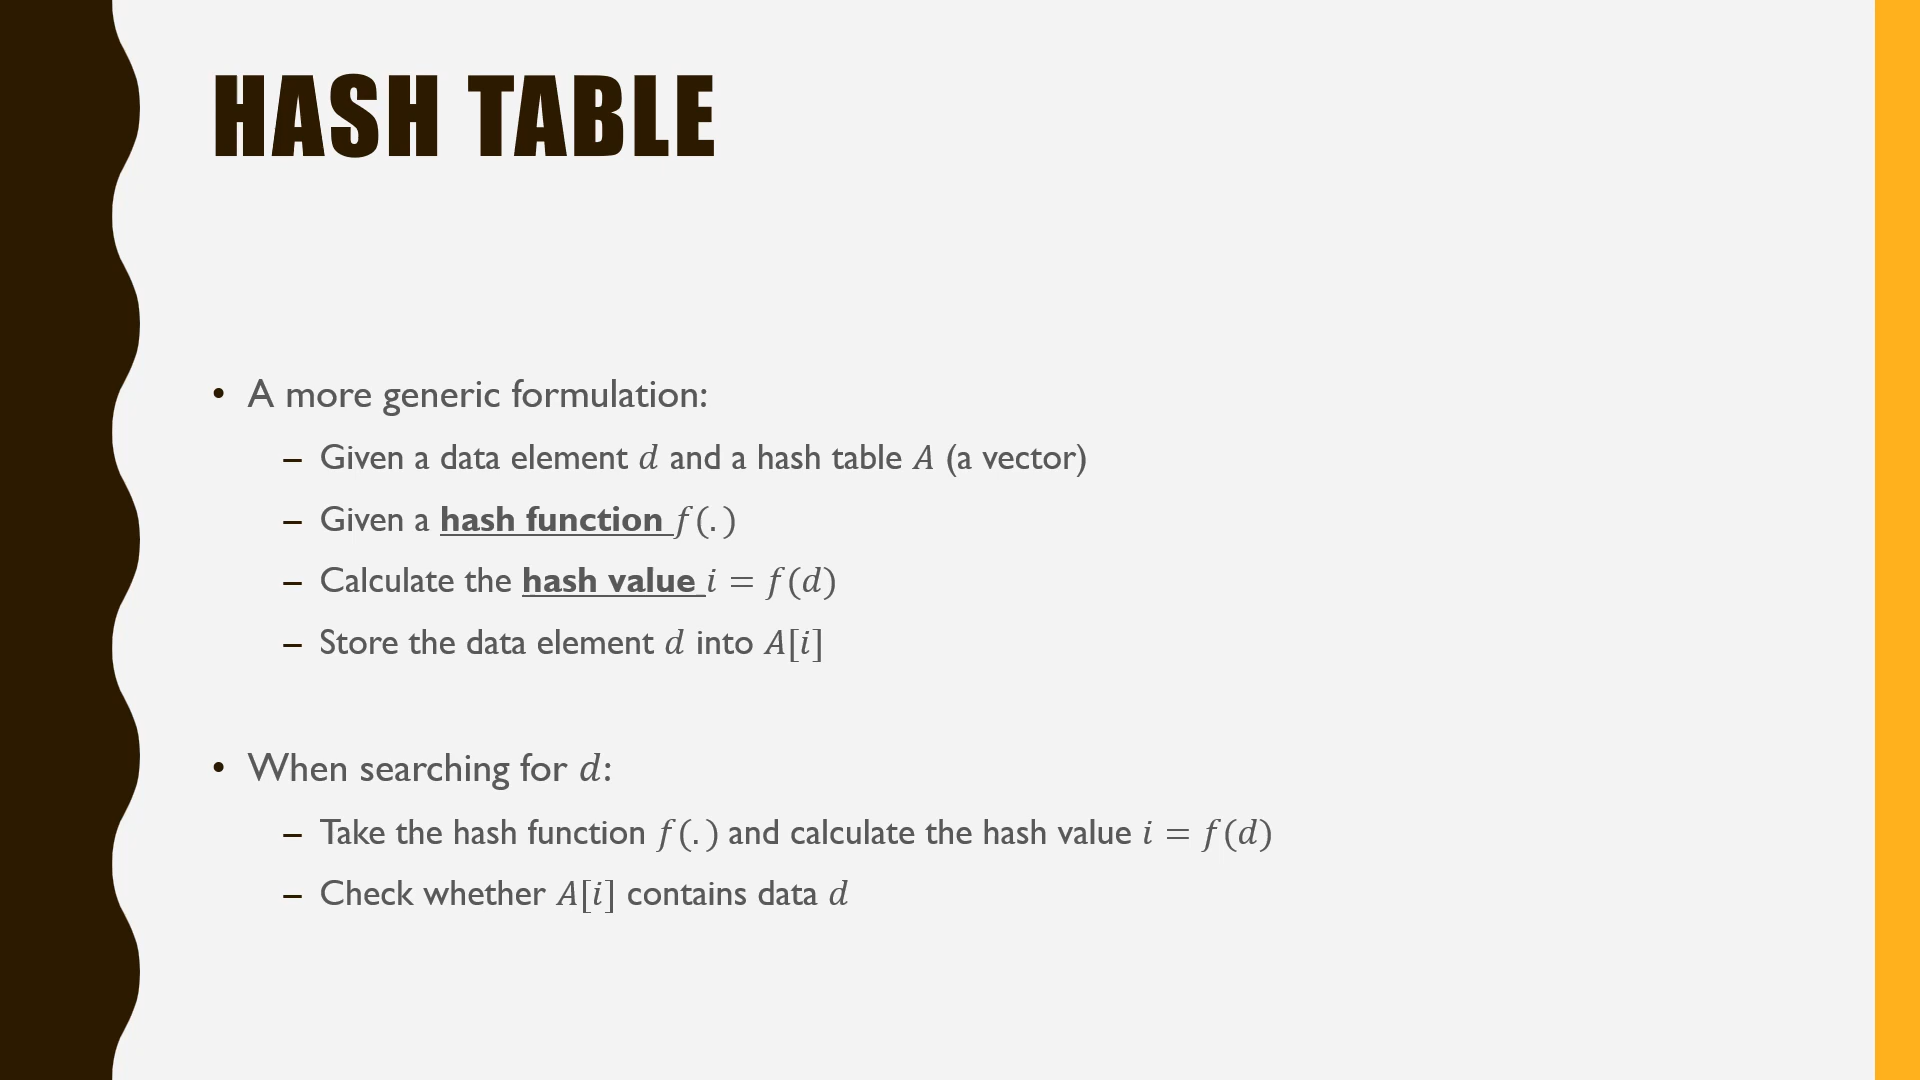 HASH TABLE
• A more generic formulation:
– Given a data element d and a hash table A (a vector)
– Given a hash function f(.)
– Calculate the hash value i = f(d)
– Store the data element d into A[i]
• When searching for d:
– Take the hash function f(.) and calculate the hash value i = f(d)
– Check whether A[i] contains data d